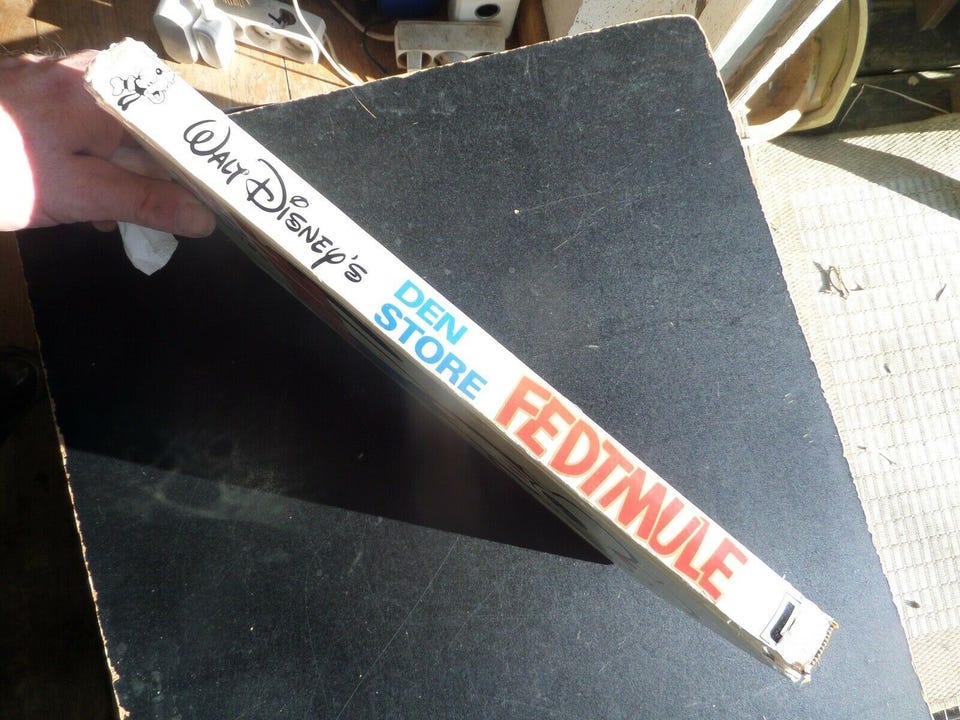 WALT DISNEY'S
DEN
STORE
FEDTMULE